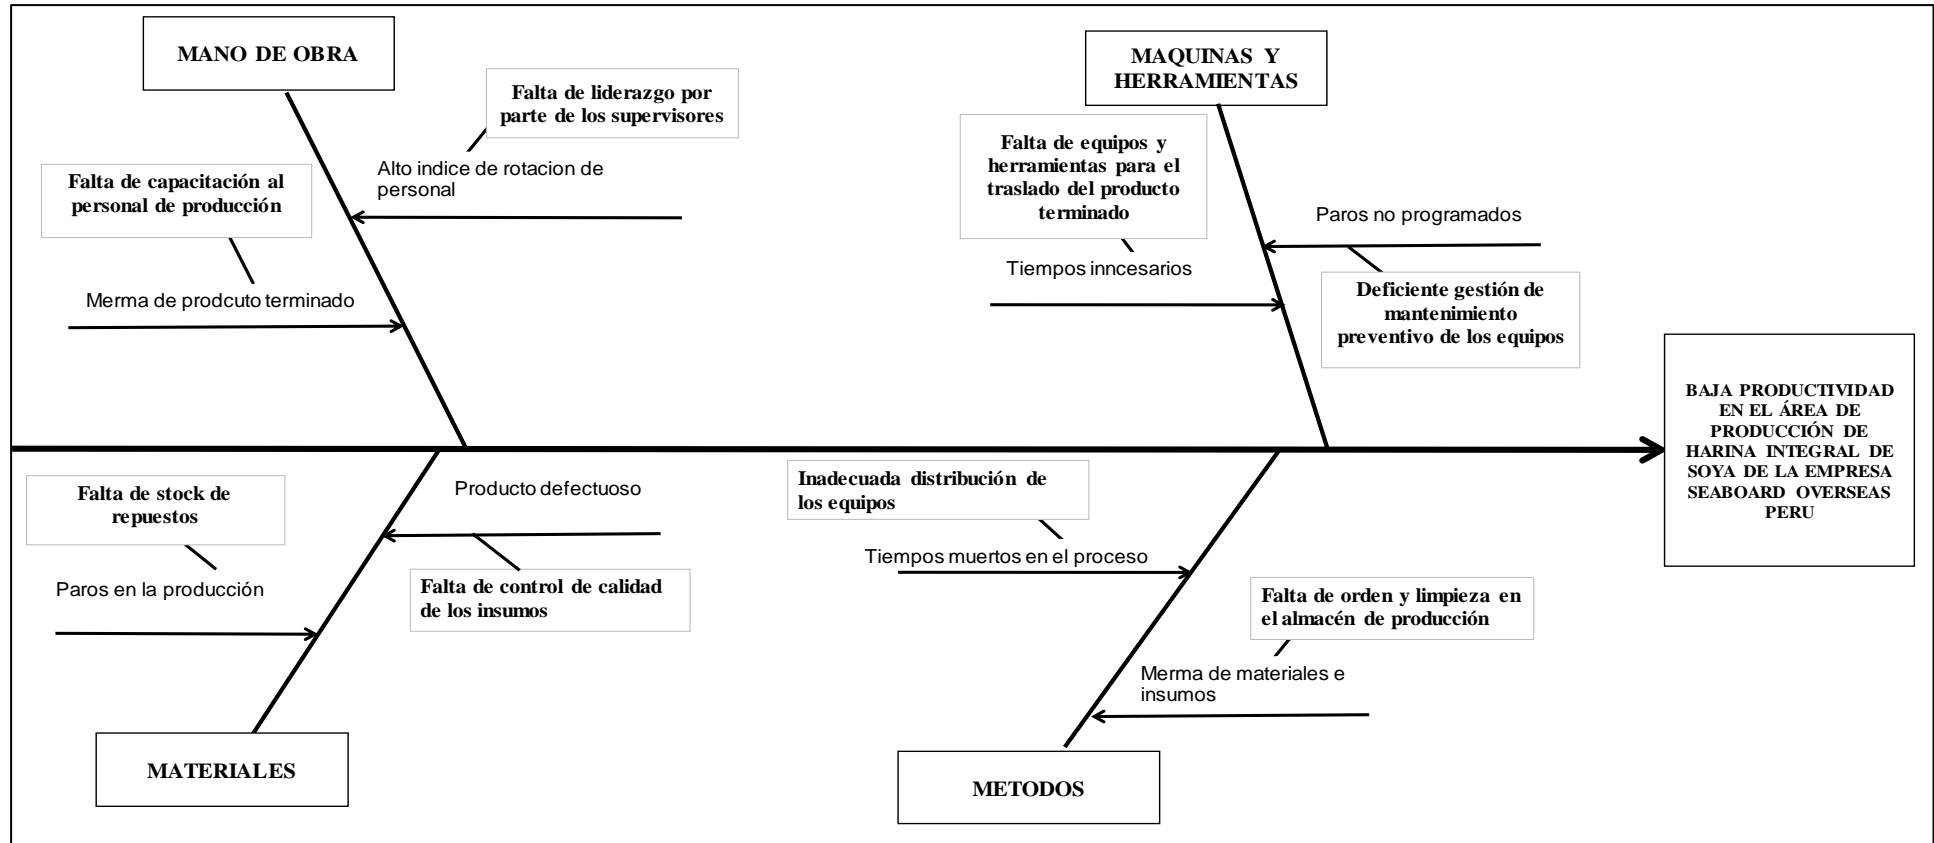 MANO DE OBRA
Falta de liderazgo por
parte de los supervisores
Alto indice de rotacion de
personal
Falta de capacitación al
personal de producción
Merma de prodcuto terminado
MAQUINAS Y
HERRAMIENTAS
Falta de equipos y
herramientas para el
traslado del producto
terminado
Tiempos inncesarios
Paros no programados
Deficiente gestión de
mantenimiento
preventivo de los equipos
BAJA PRODUCTIVIDAD
EN EL ÁREA DE
PRODUCCIÓN DE
HARINA INTEGRAL DE
SOYA DE LA EMPRESA
SEABOARD OVERSEAS
PERU
Falta de stock de
repuestos
Paros en la producción
Producto defectuoso
Falta de control de calidad
de los insumos
MATERIALES
Inadecuada distribución de
los equipos
Tiempos muertos en el proceso
Falta de orden y limpieza en
el almacén de producción
Merma de materiales e
insumos
METODOS